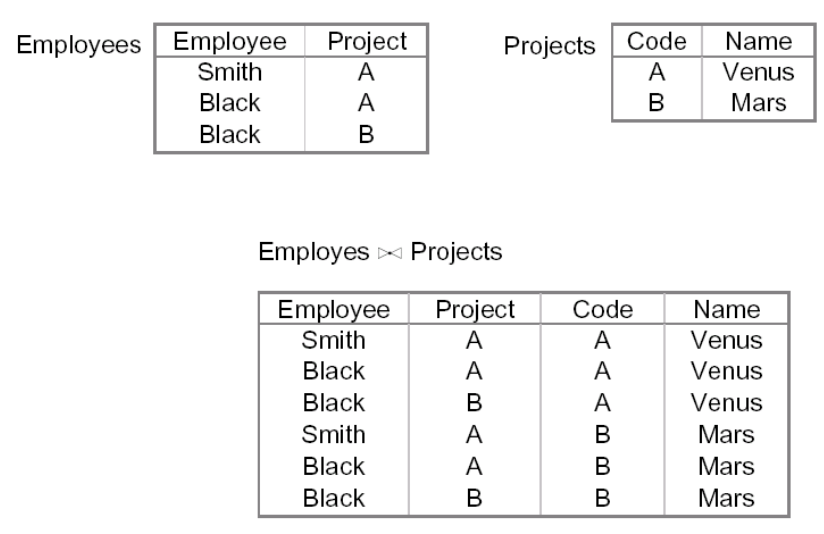 Employees
Employee Project
Smith A
Black A
Black B
Projects
Code Name
A Venus
B Mars
Employes ⋈ Projects
Employee Project Code Name
Smith A A Venus
Black A A Venus
Black B A Venus
Smith A B Mars
Black A B Mars
Black B B Mars